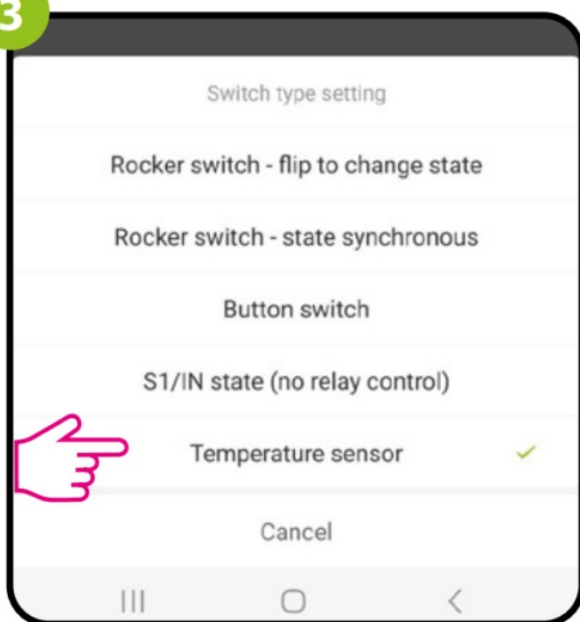 3
Switch type setting
Rocker switch - flip to change state
Rocker switch - state synchronous
Button switch
S1/IN state (no relay control)
Temperature sensor
Cancel